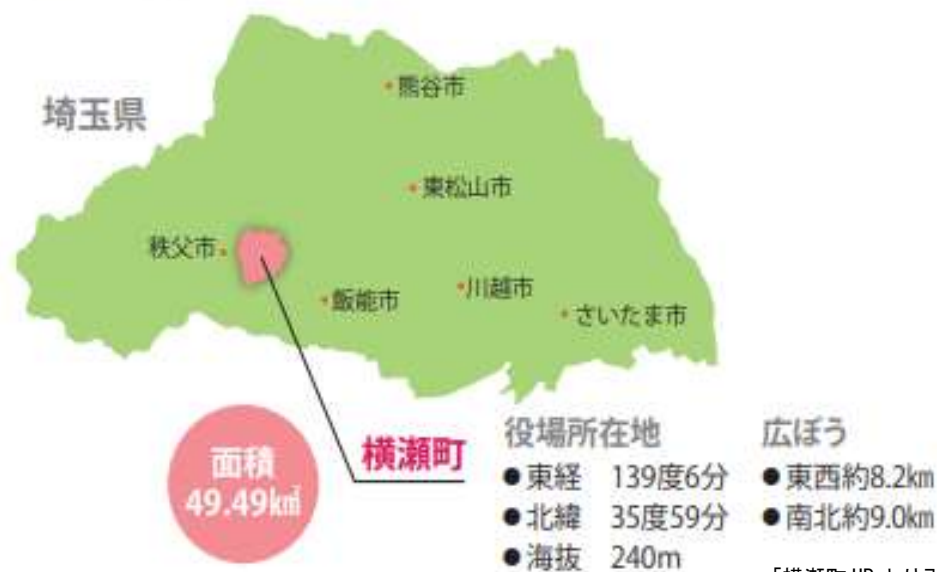 埼玉県
熊谷市
東松山市
秩父市
飯能市
川越市
さいたま市
面積
49.49㎢
横瀬町
役場所在地
●東経 139度6分
●北緯 35度59分
●海抜 240m
広ぼう
●東西約8.2㎞
●南北約9.0㎞